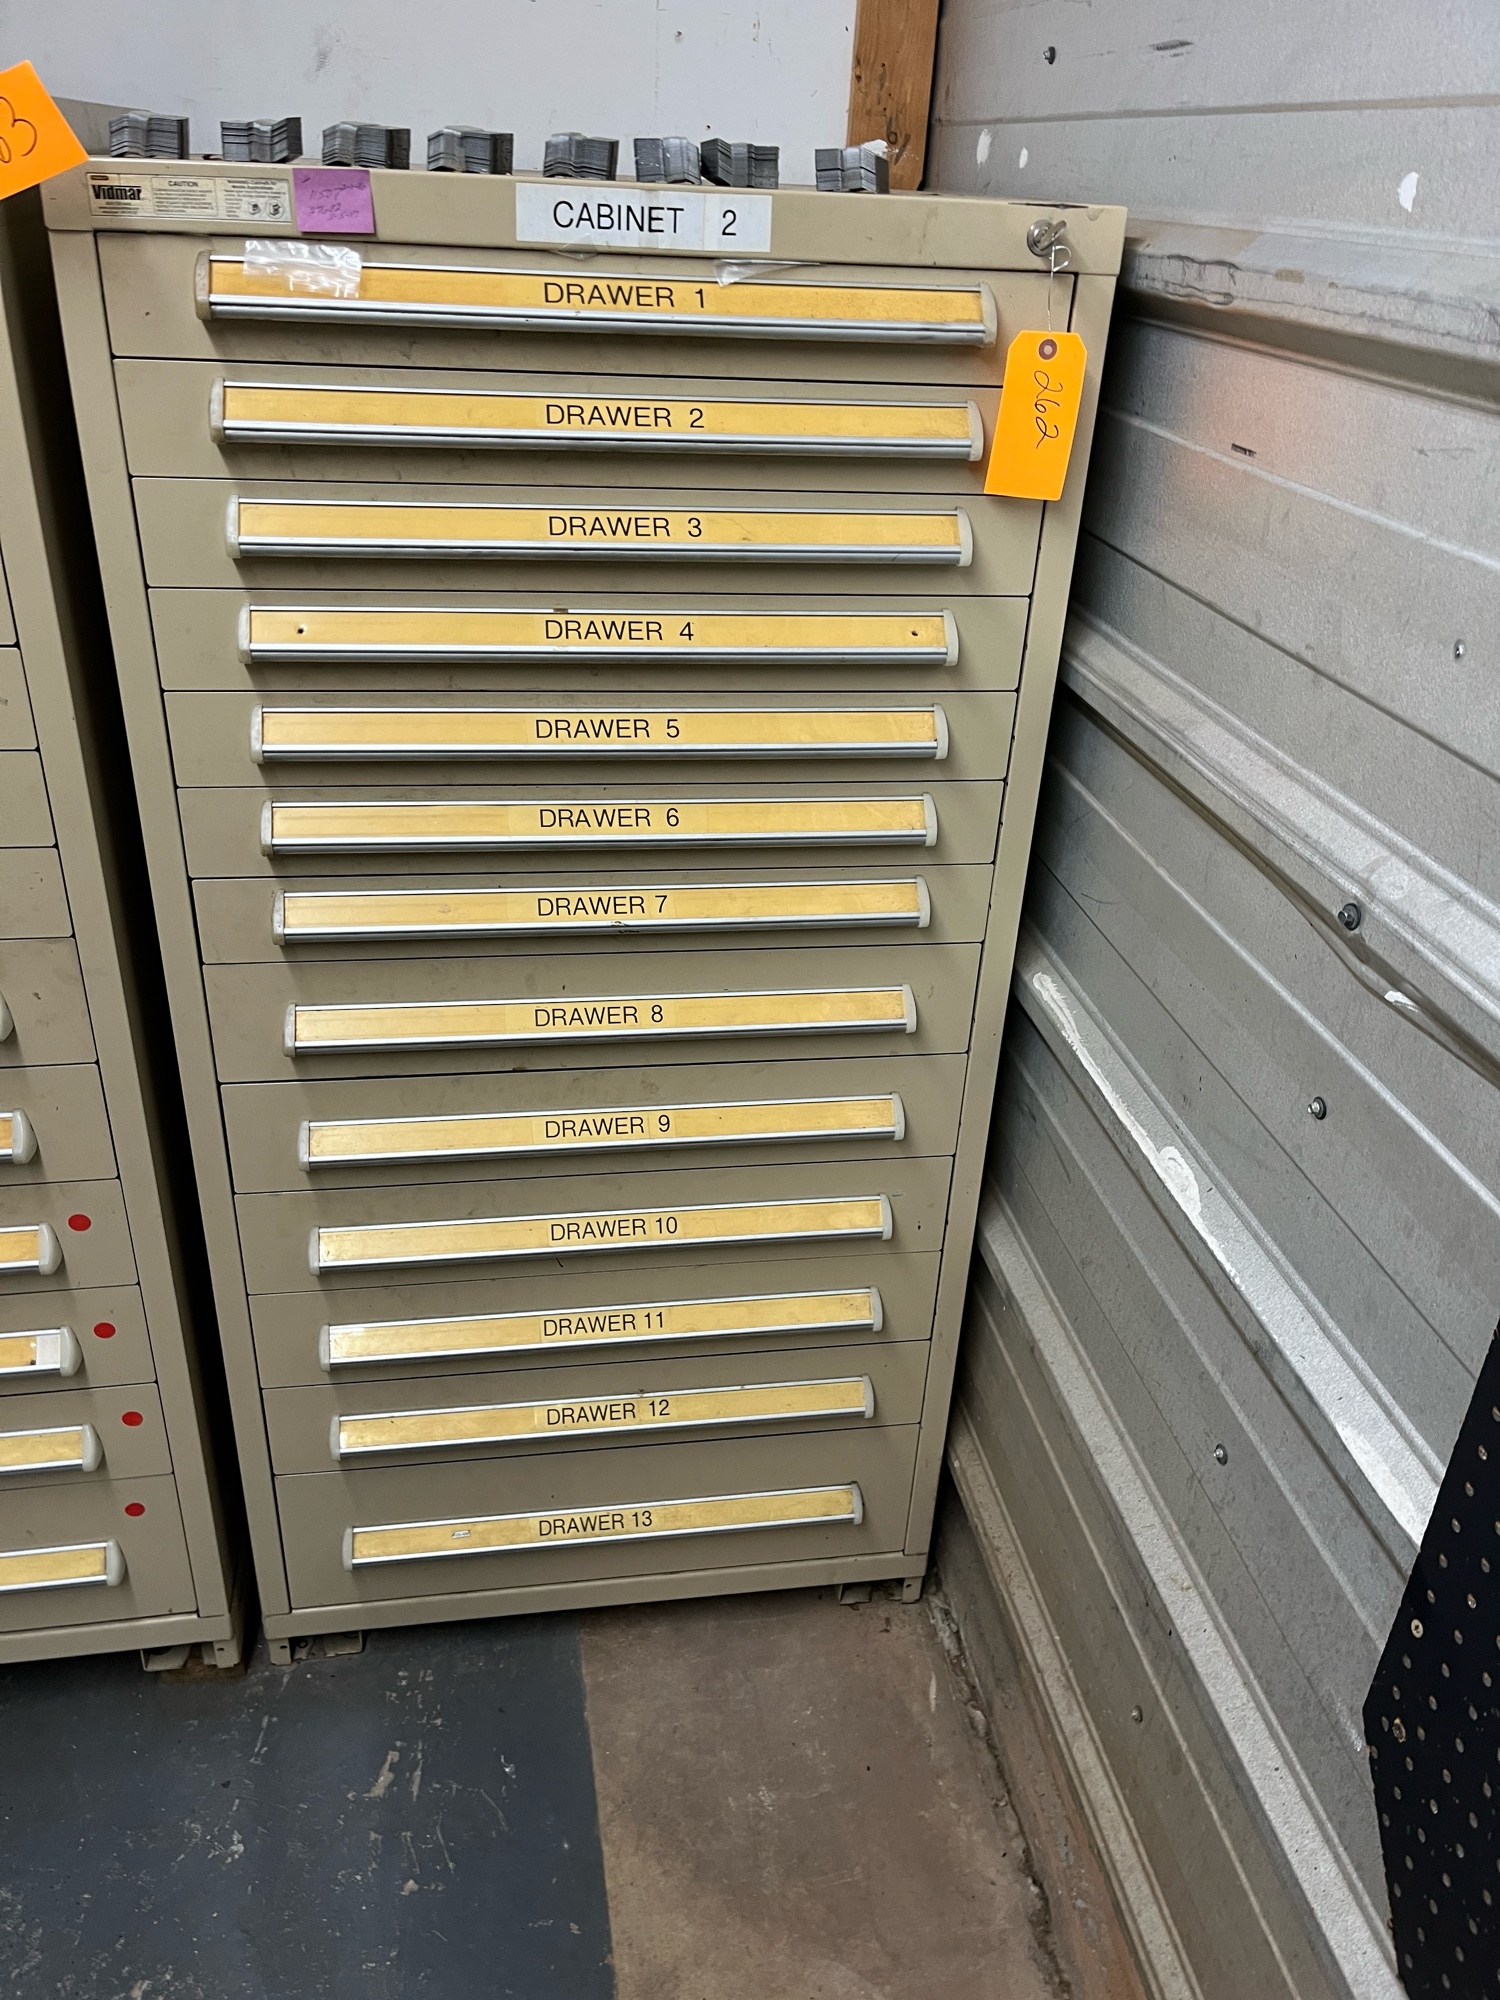 Vidmar
CAUTION
CABINET 2
DRAWER 1
262
DRAWER 2
DRAWER 3
DRAWER 4
DRAWER 5
DRAWER 6
DRAWER 7
DRAWER 8
DRAWER 9
DRAWER 10
DRAWER 11
DRAWER 12
DRAWER 13